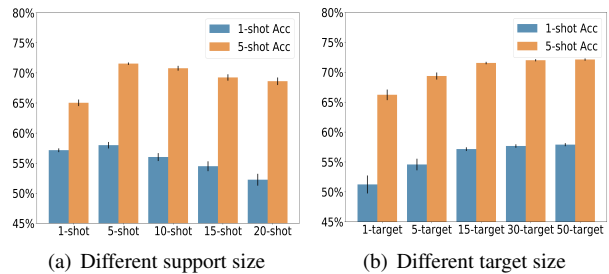 80%
75%
70%
65%
60%
55%
50%
45%
1-shot Acc
5-shot Acc
1-shot 5-shot 10-shot 15-shot 20-shot
(a) Different support size
80%
75%
70%
65%
60%
55%
50%
45%
1-shot Acc
5-shot Acc
1-target 5-target 15-target 30-target 50-target
(b) Different target size